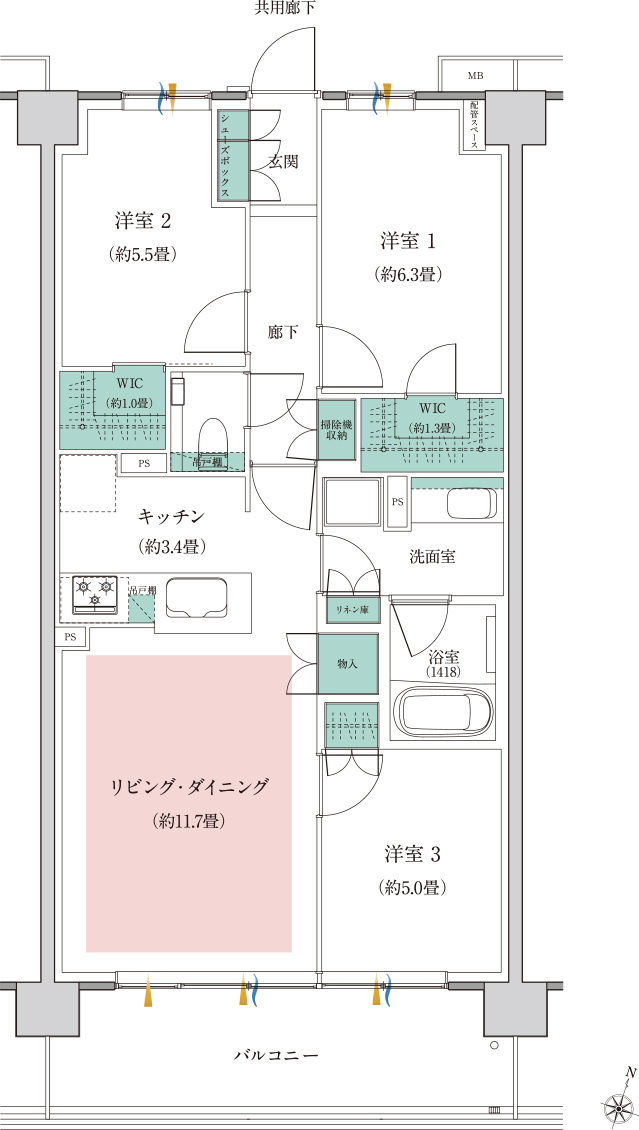 共用廊下
MB
配管スペース
シューズボックス
玄関
洋室 2
（約5.5畳）
洋室 1
（約6.3畳）
廊下
WIC
（約1.0畳）
WIC
（約1.3畳）
掃除機
収納
吊戸棚
PS
PS
キッチン
（約3.4畳）
洗面室
吊戸棚
リネン庫
PS
物入
浴室
（1418）
リビング・ダイニング
（約11.7畳）
洋室 3
（約5.0畳）
バルコニー
N